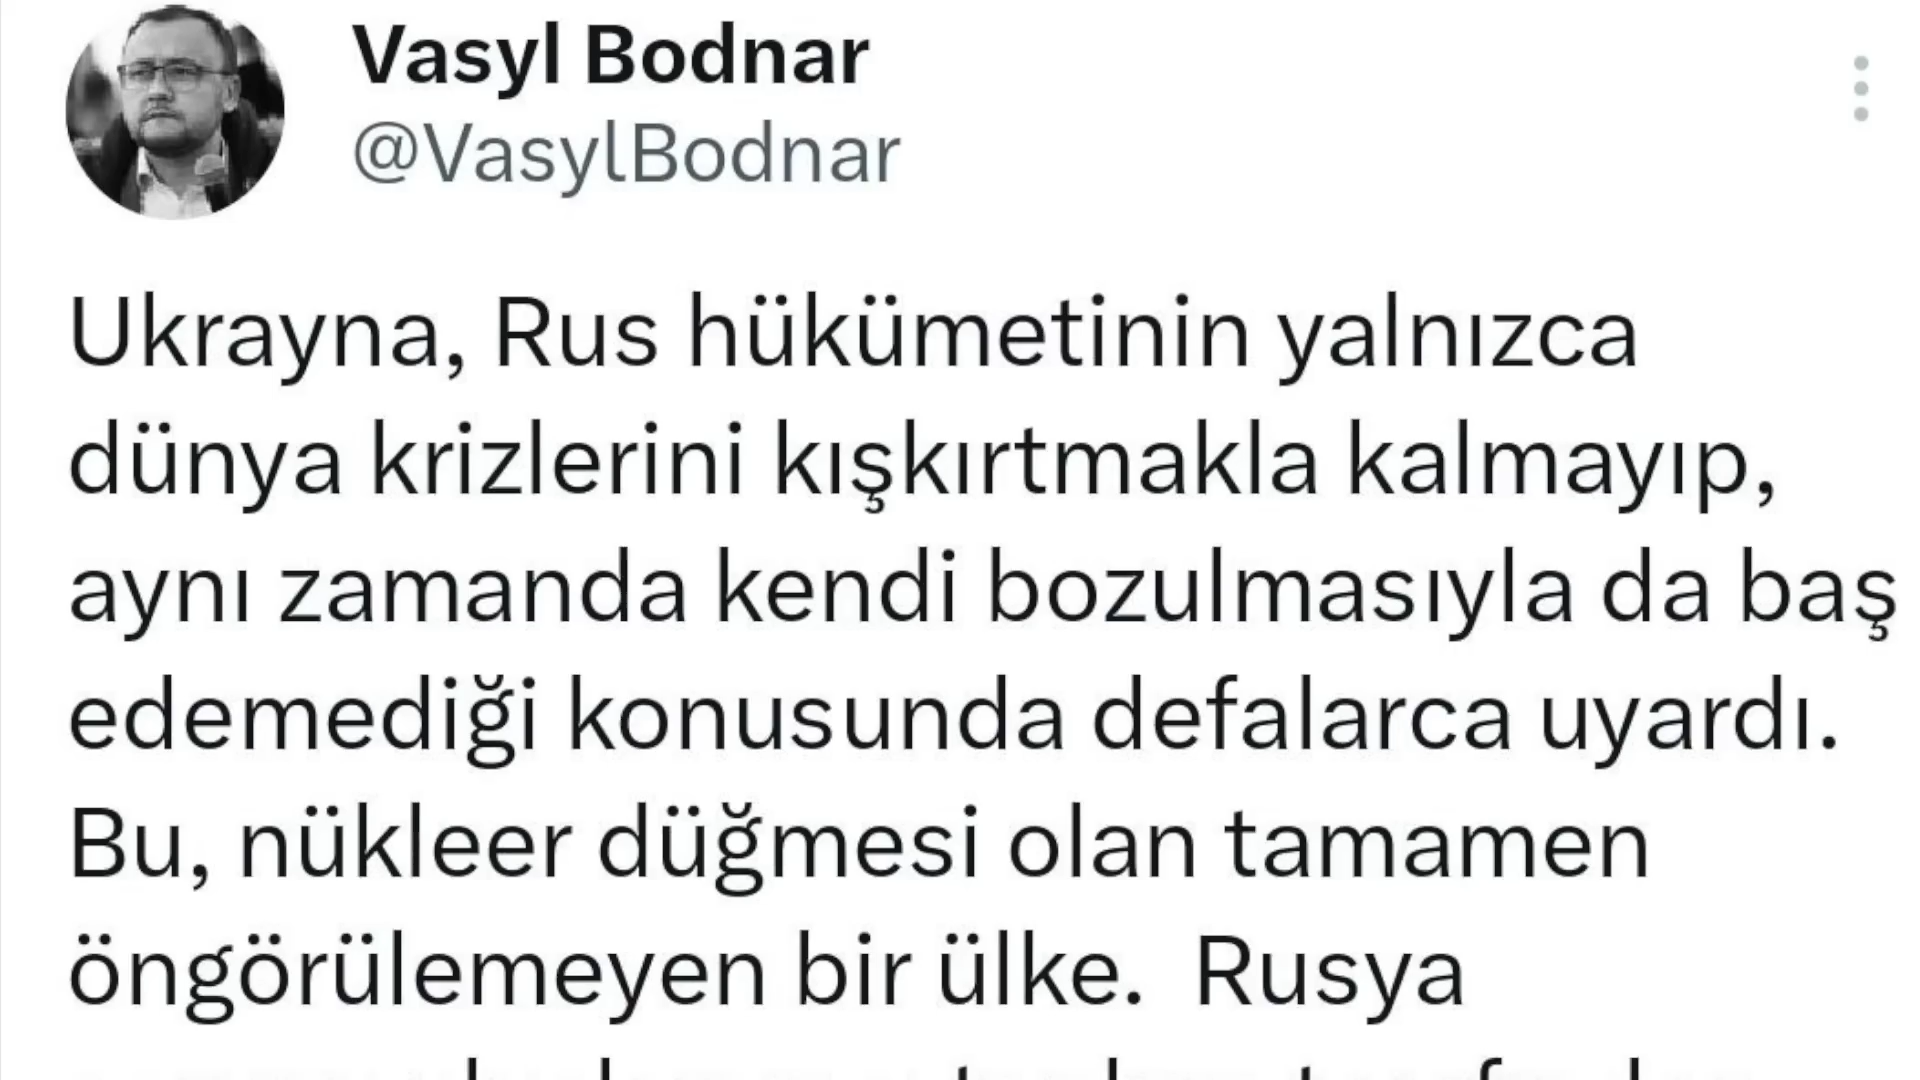 Vasyl Bodnar
@VasylBodnar
Ukrayna, Rus hükümetinin yalnızca
dünya krizlerini kışkırtmakla kalmayıp,
aynı zamanda kendi bozulmasıyla da baş
edemediği konusunda defalarca uyardı.
Bu, nükleer düğmesi olan tamamen
öngörülemeyen bir ülke. Rusya